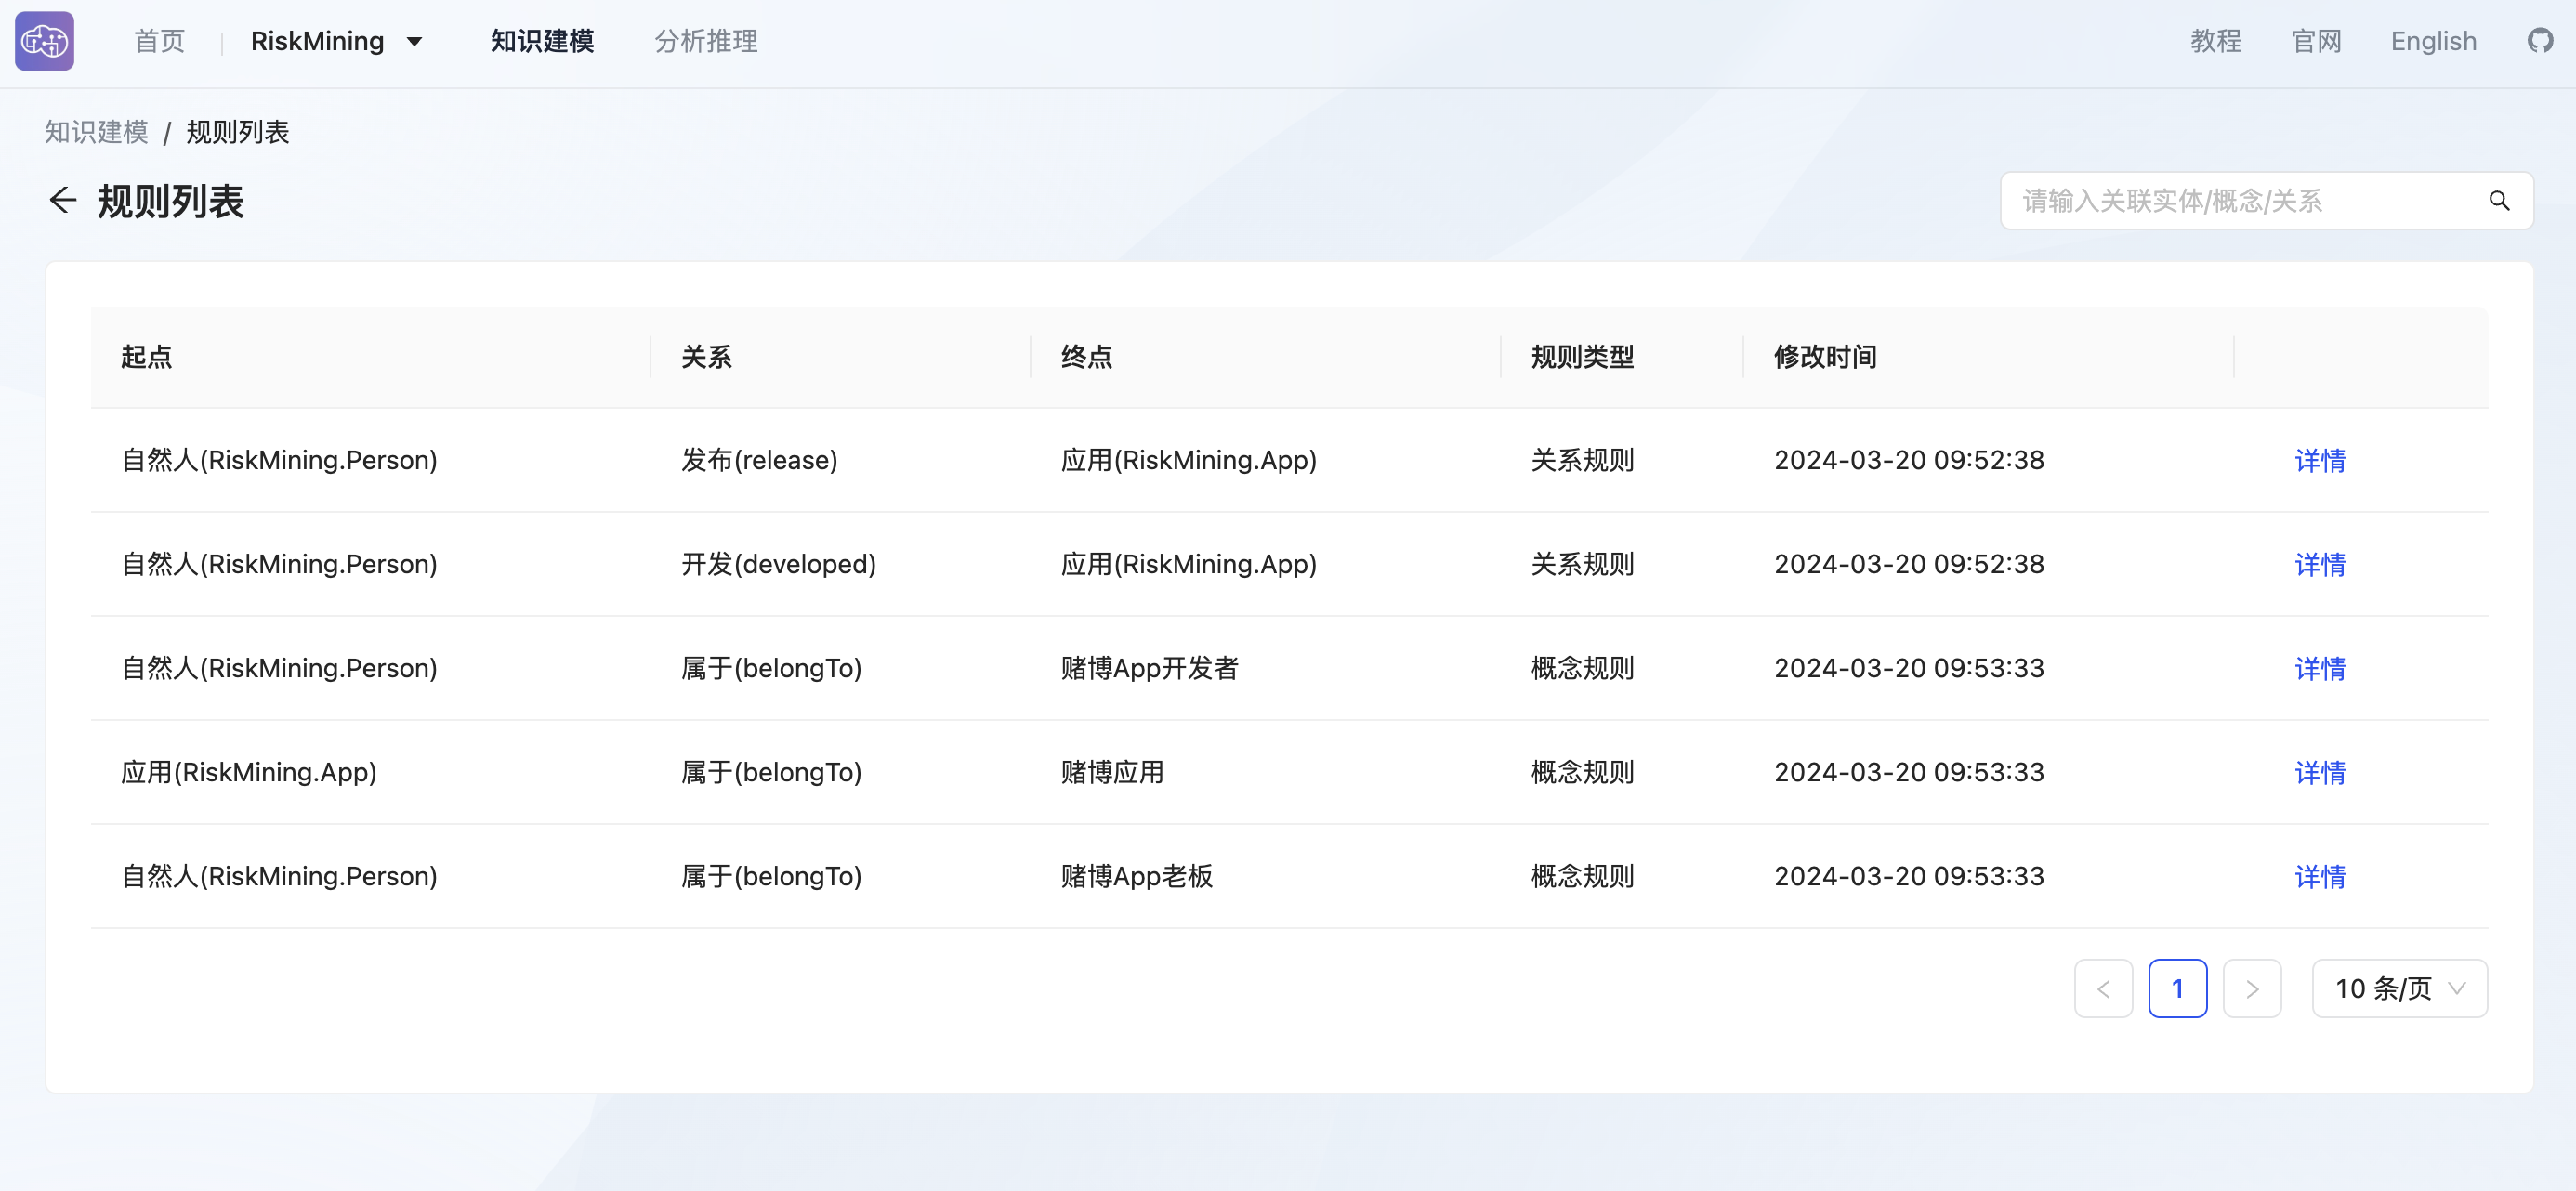 首页 | RiskMining 知识建模 分析推理 教程 官网 English
知识建模 / 规则列表
规则列表 请输入关联实体/概念/关系
起点 关系 终点 规则类型 修改时间
自然人(RiskMining.Person) 发布(release) 应用(RiskMining.App) 关系规则 2024-03-20 09:52:38 详情
自然人(RiskMining.Person) 开发(developed) 应用(RiskMining.App) 关系规则 2024-03-20 09:52:38 详情
自然人(RiskMining.Person) 属于(belongTo) 赌博App开发者 概念规则 2024-03-20 09:53:33 详情
应用(RiskMining.App) 属于(belongTo) 赌博应用 概念规则 2024-03-20 09:53:33 详情
自然人(RiskMining.Person) 属于(belongTo) 赌博App老板 概念规则 2024-03-20 09:53:33 详情
< 1 > 10 条/页